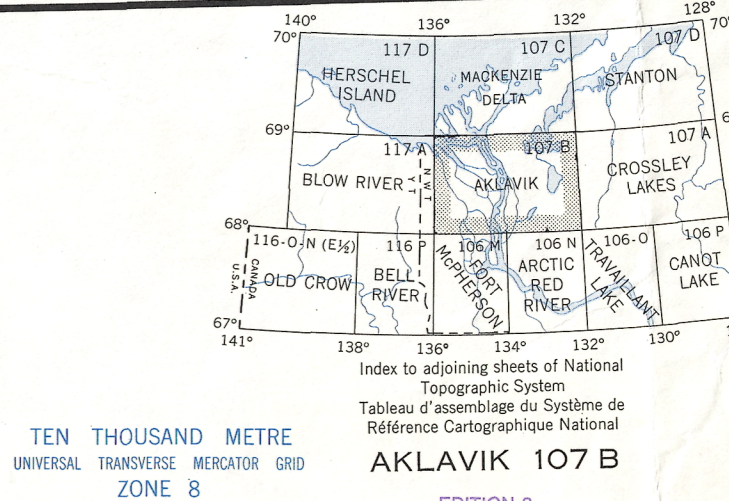 140° 136° 132° 128°
70° 70°
117 D 107 C 107 D
HERSCHEL ISLAND
MACKENZIE DELTA
STANTON
69°
117 A 107 B 107 A
BLOW RIVER
Y T
N W T
AKLAVIK
CROSSLEY LAKES
68°
116-O-N (E½) 116 P 106 M 106 N 106-O 106 P
CANADA
U.S.A.
OLD CROW
BELL RIVER
FORT McPHERSON
ARCTIC RED RIVER
TRAVAILLANT LAKE
CANOT LAKE
67°
141° 138° 136° 134° 132° 130°
Index to adjoining sheets of National
Topographic System
Tableau d'assemblage du Système de
Référence Cartographique National
TEN THOUSAND METRE
UNIVERSAL TRANSVERSE MERCATOR GRID
ZONE 8
AKLAVIK 107 B
EDITION